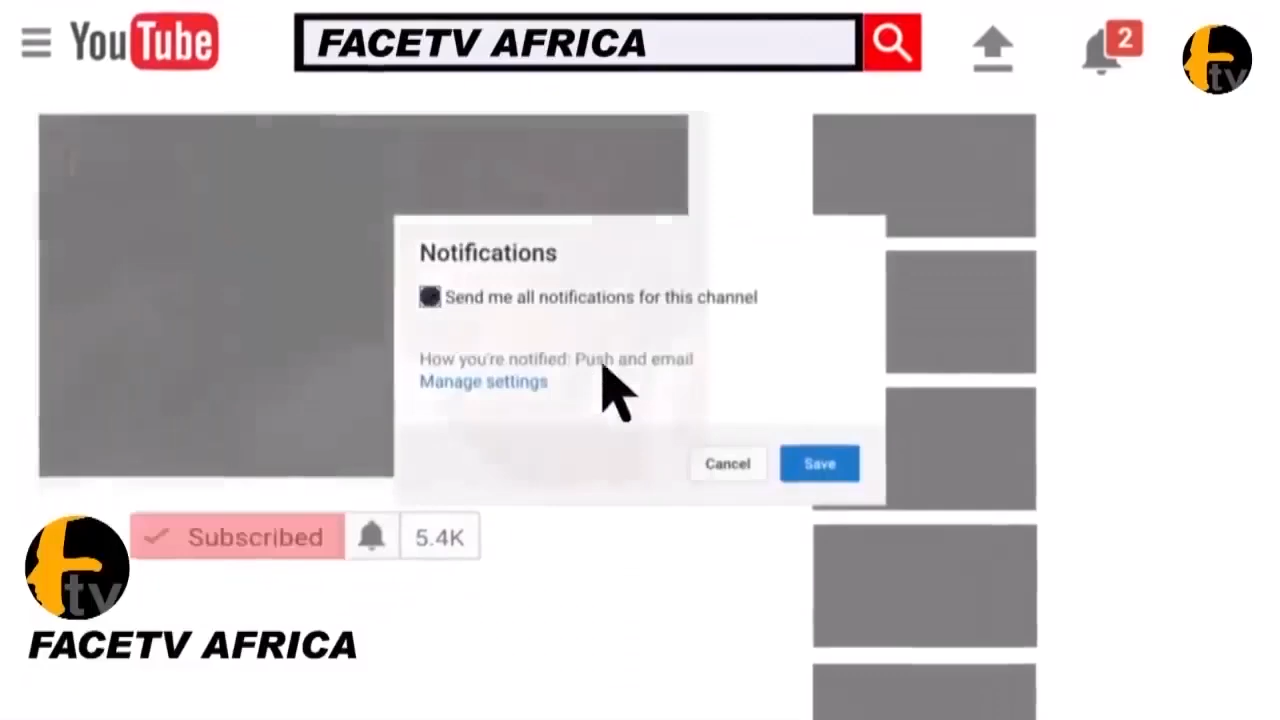 YouTube
FACETV AFRICA
2
tv
Notifications
Send me all notifications for this channel
How you're notified: Push and email
Manage settings
Cancel
Save
Subscribed
5.4K
tv
FACETV AFRICA